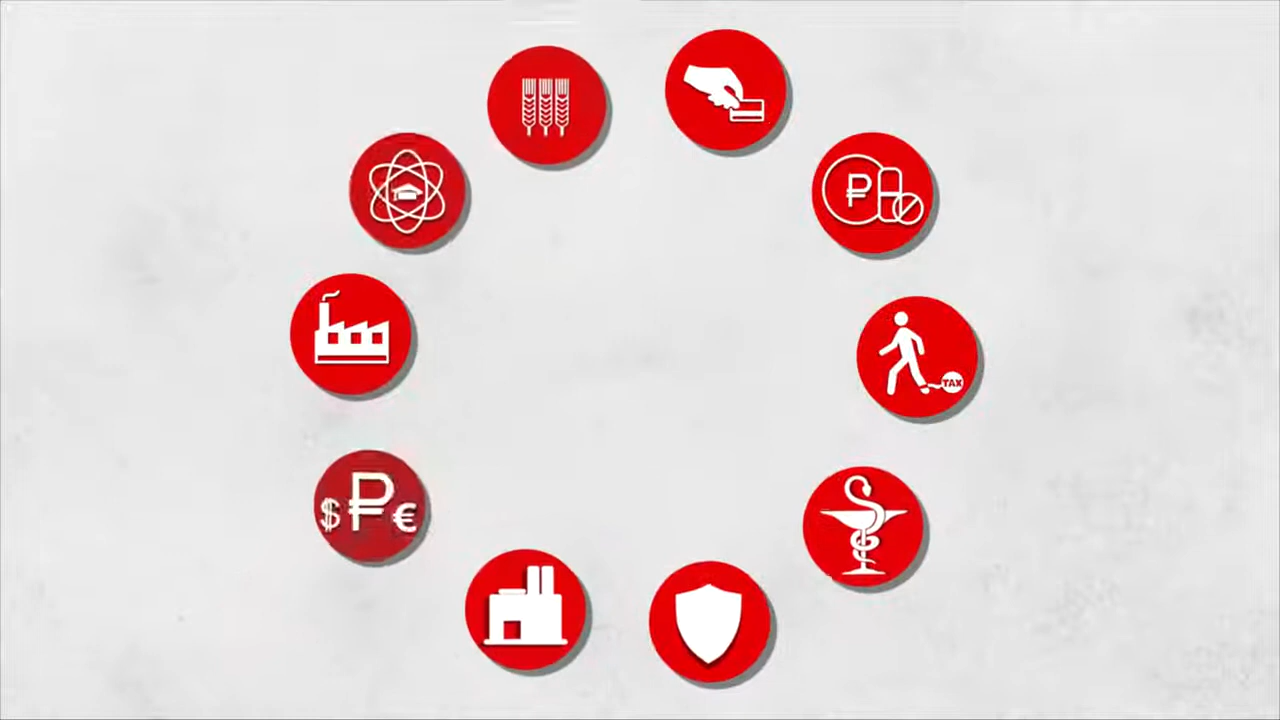 ₽
TAX
$ ₽ €